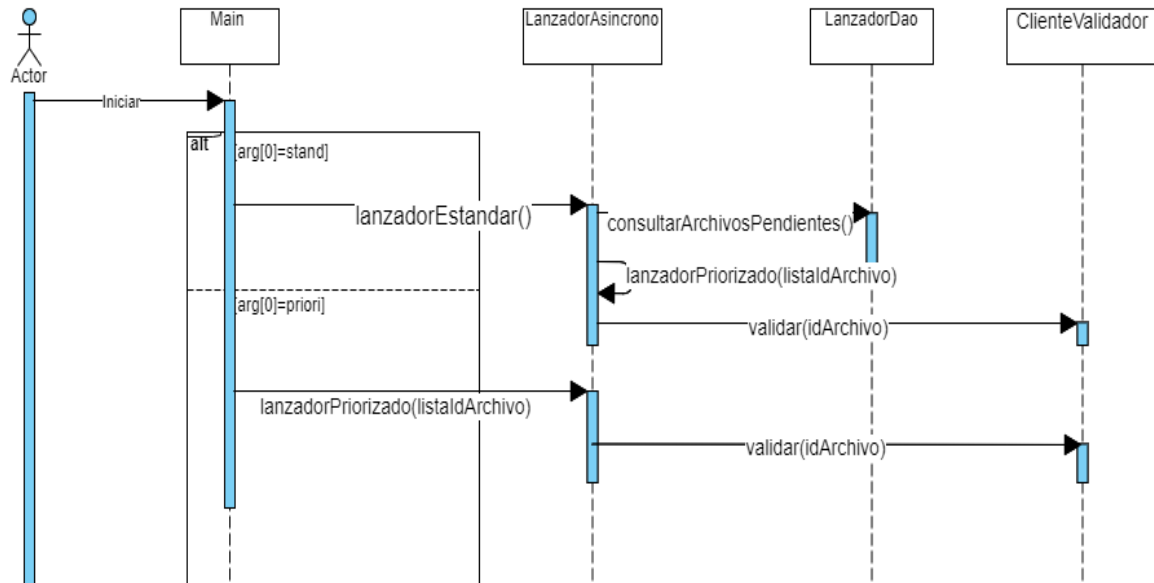 Main
LanzadorAsincrono
LanzadorDao
ClienteValidador
Actor
Iniciar
alt
[arg[0]=stand]
lanzadorEstandar()
consultarArchivosPendientes()
lanzadorPriorizado(listaIdArchivo)
[arg[0]=priori]
validar(idArchivo)
lanzadorPriorizado(listaIdArchivo)
validar(idArchivo)